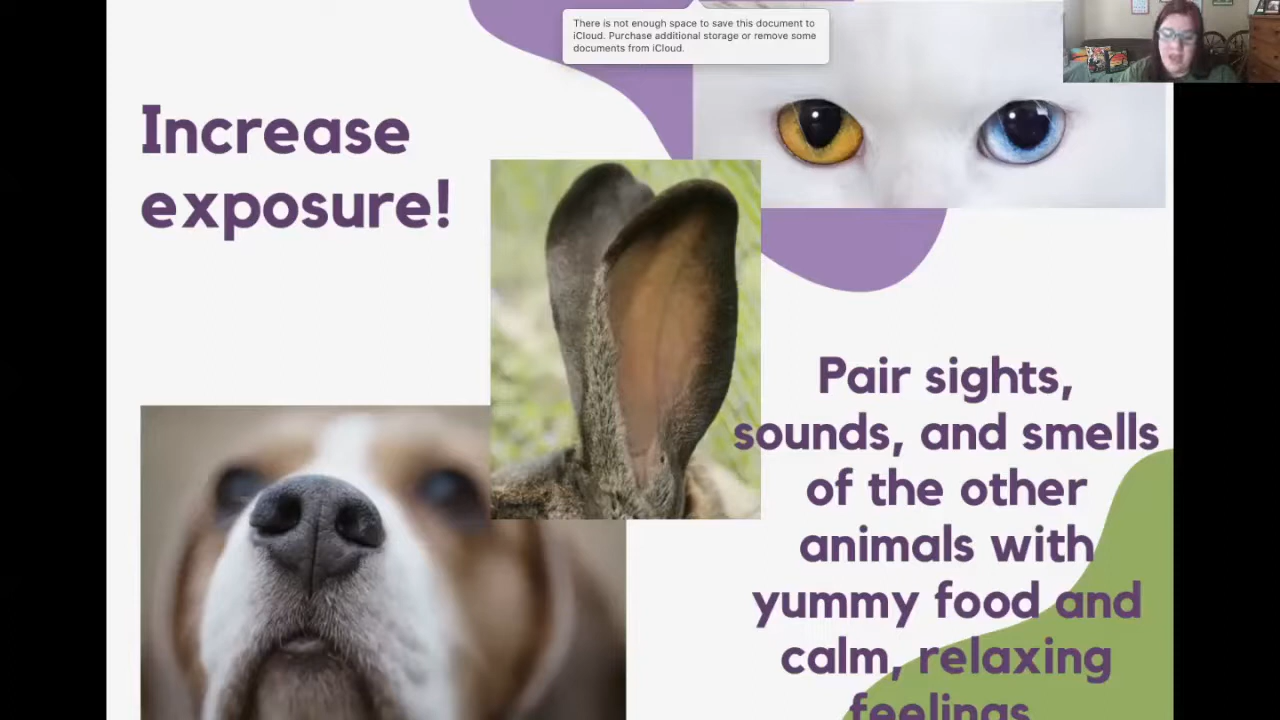 There is not enough space to save this document to
iCloud. Purchase additional storage or remove some
documents from iCloud.
Increase
exposure!
Pair sights,
sounds, and smells
of the other
animals with
yummy food and
calm, relaxing
feelings